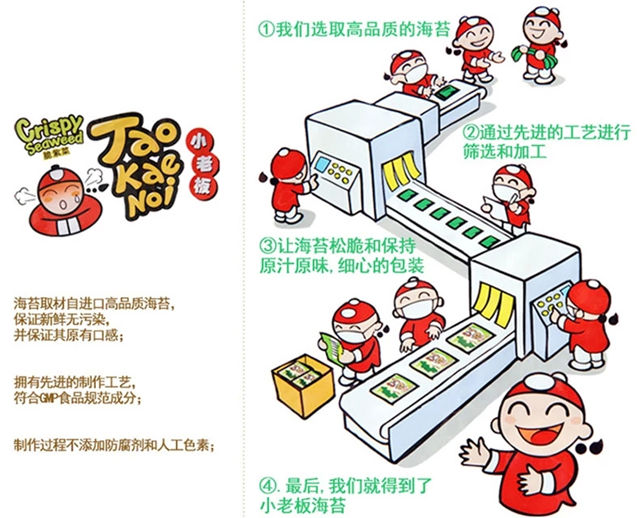 Crispy
Seaweed
脆紫菜
Tao
Kae
Noi
小老板
海苔取材自进口高品质海苔，
保证新鲜无污染，
并保证其原有口感；
拥有先进的制作工艺，
符合GMP食品规范成分；
制作过程不添加防腐剂和人工色素；
①我们选取高品质的海苔
②通过先进的工艺进行
筛选和加工
③让海苔松脆和保持
原汁原味,细心的包装
④.最后,我们就得到了
小老板海苔